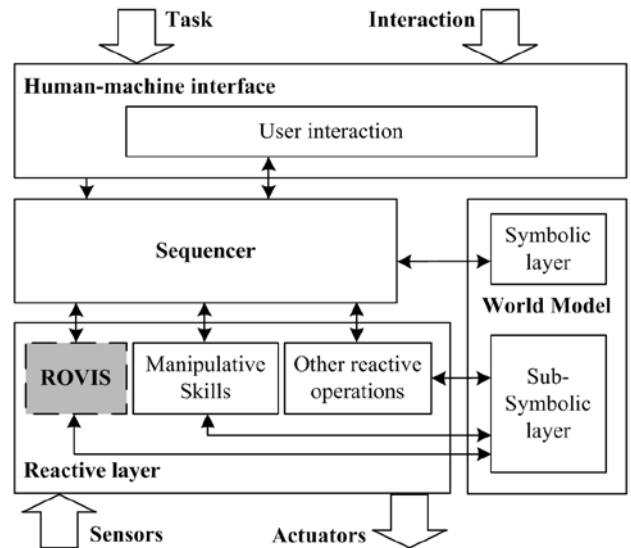 Task
Interaction
Human-machine interface
User interaction
Sequencer
Symbolic
layer
World Model
ROVIS
Manipulative
Skills
Other reactive
operations
Sub-
Symbolic
layer
Reactive layer
Sensors
Actuators